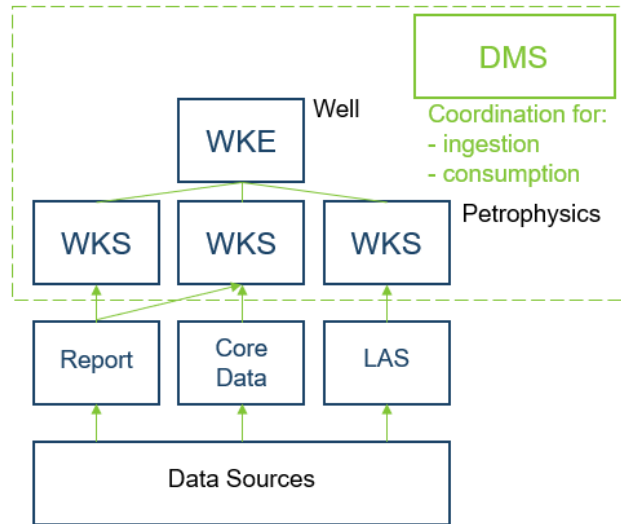 DMS
Coordination for:
- ingestion
- consumption
Well
WKE
Petrophysics
WKS
WKS
WKS
Report
Core
Data
LAS
Data Sources